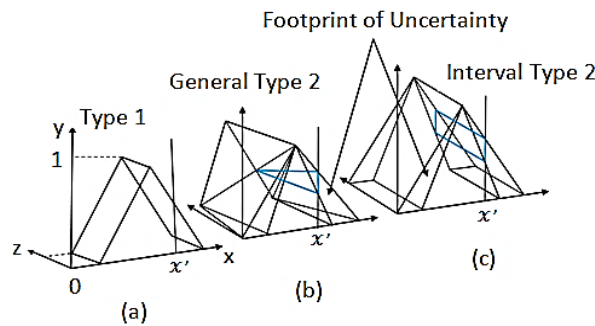 Footprint of Uncertainty
General Type 2
Interval Type 2
Type 1
y
1
z
0
x'
x
x'
x'
(a)
(b)
(c)